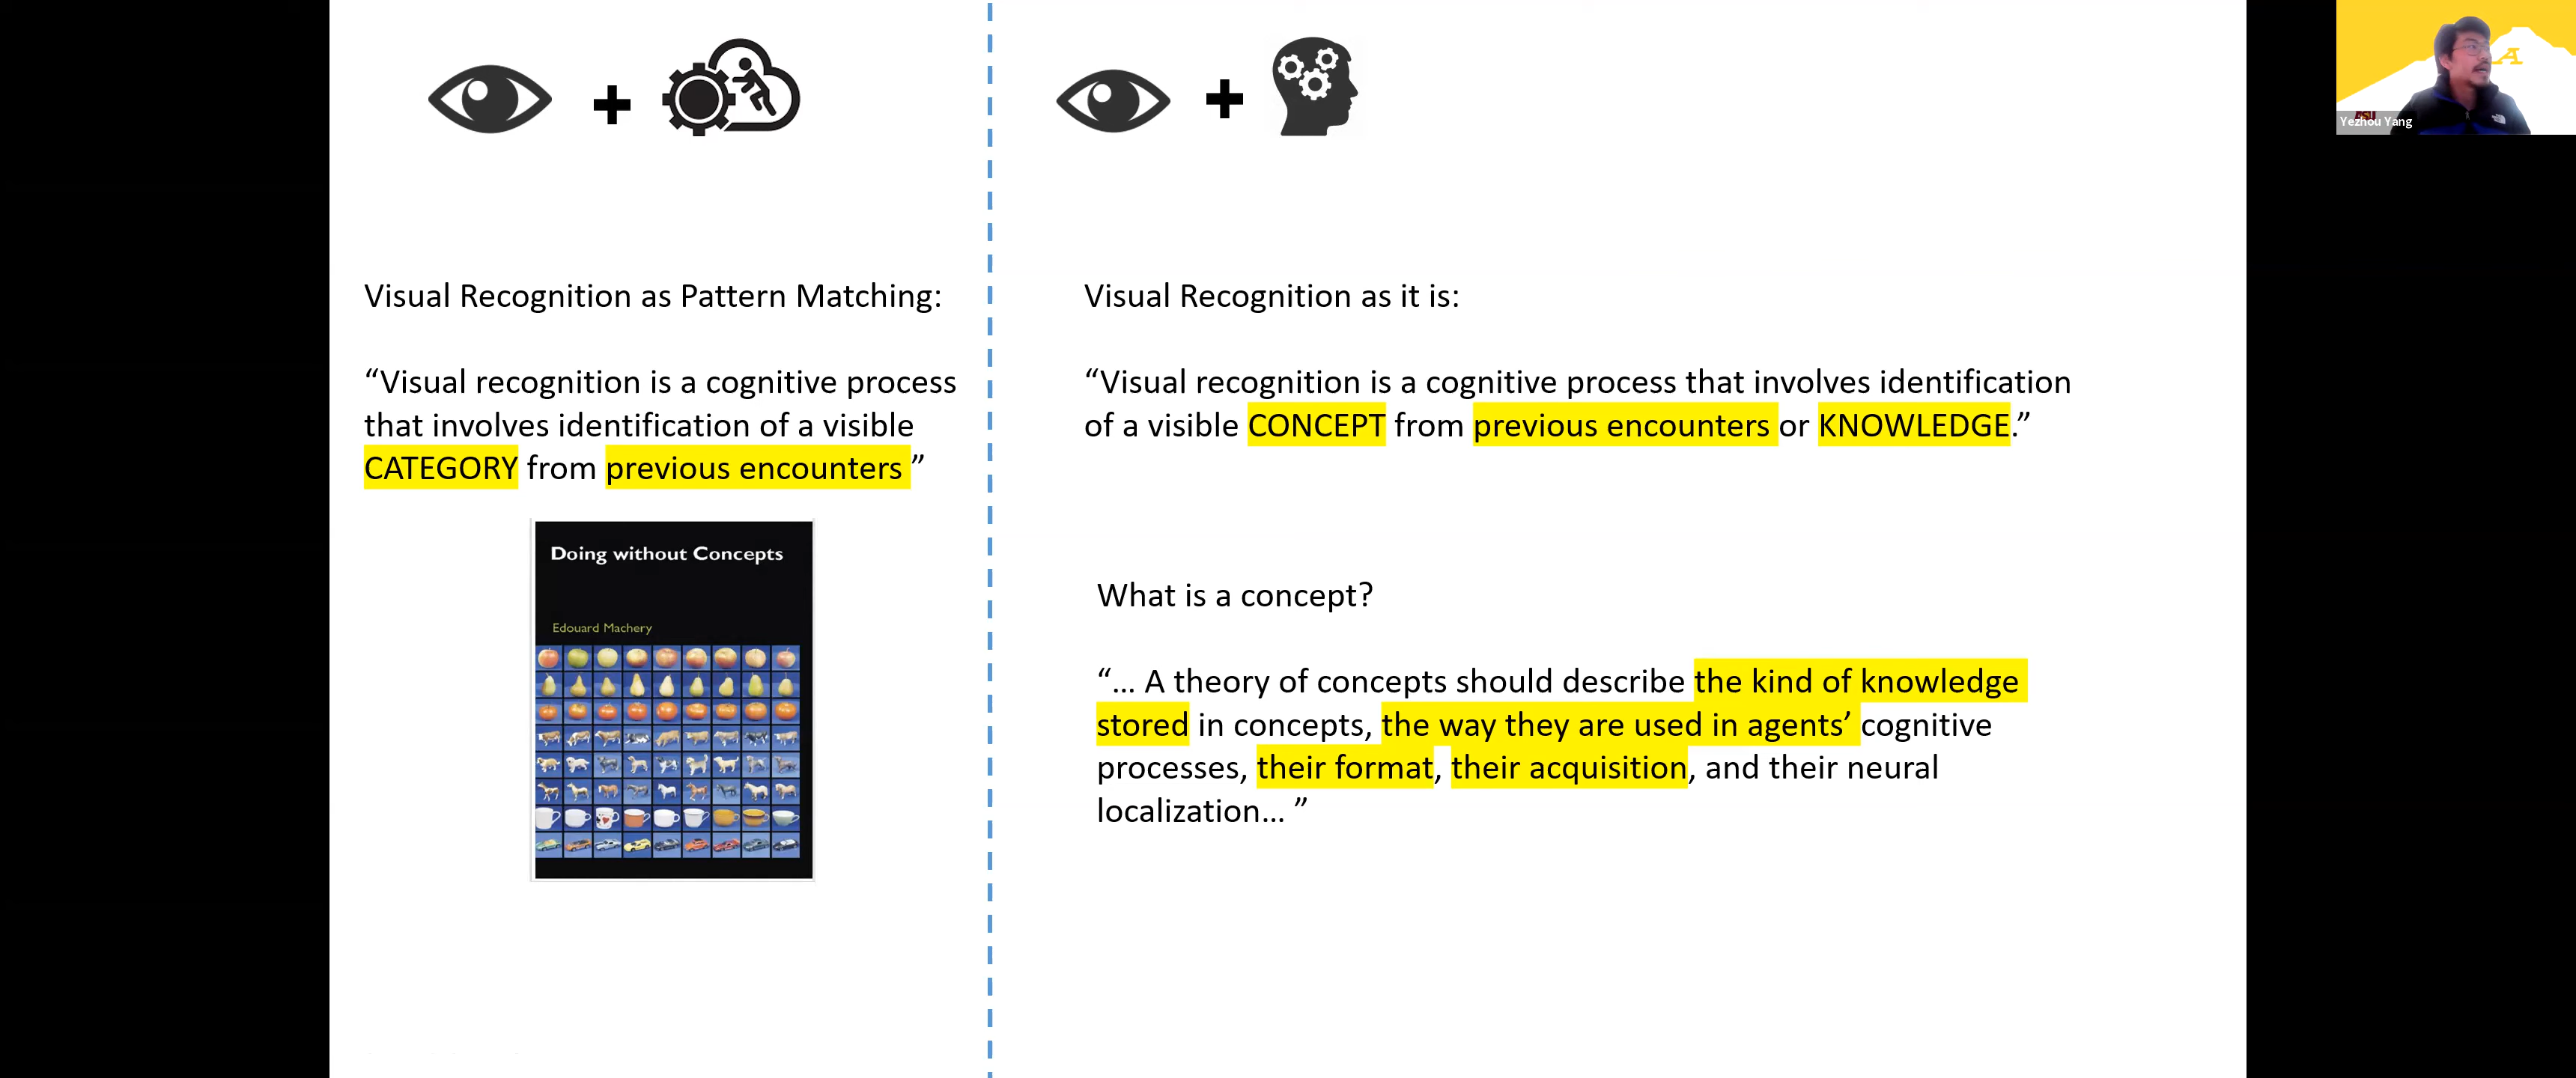 Visual Recognition as Pattern Matching:
“Visual recognition is a cognitive process
that involves identification of a visible
CATEGORY from previous encounters ”
Doing without Concepts
Edouard Machery
Visual Recognition as it is:
“Visual recognition is a cognitive process that involves identification
of a visible CONCEPT from previous encounters or KNOWLEDGE.”
What is a concept?
“... A theory of concepts should describe the kind of knowledge
stored in concepts, the way they are used in agents’ cognitive
processes, their format, their acquisition, and their neural
localization... ”
A
Yezhou Yang